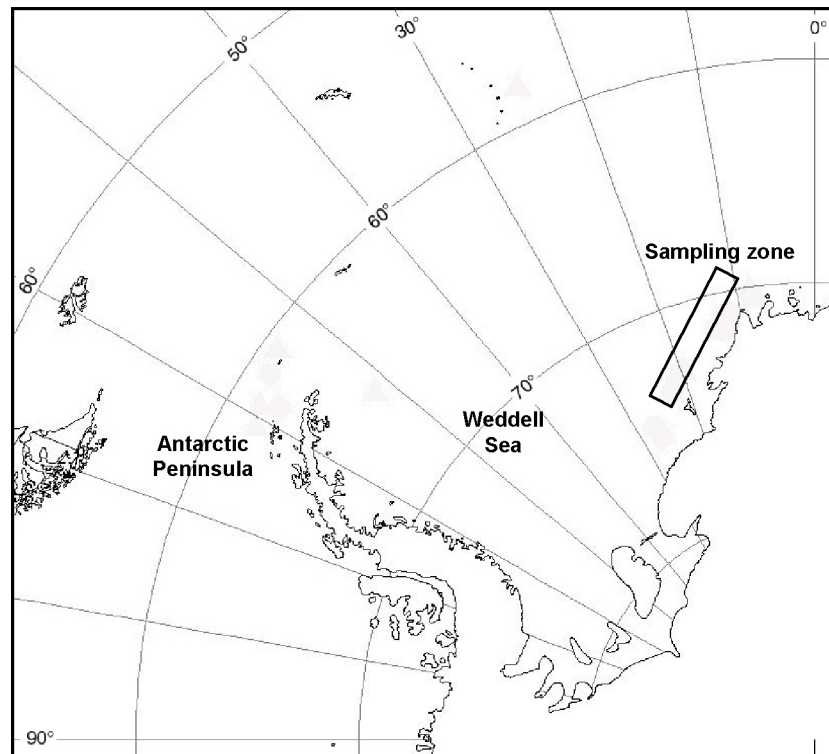 0°
30°
50°
60°
Sampling zone
60°
70°
Weddell
Sea
Antarctic
Peninsula
90°